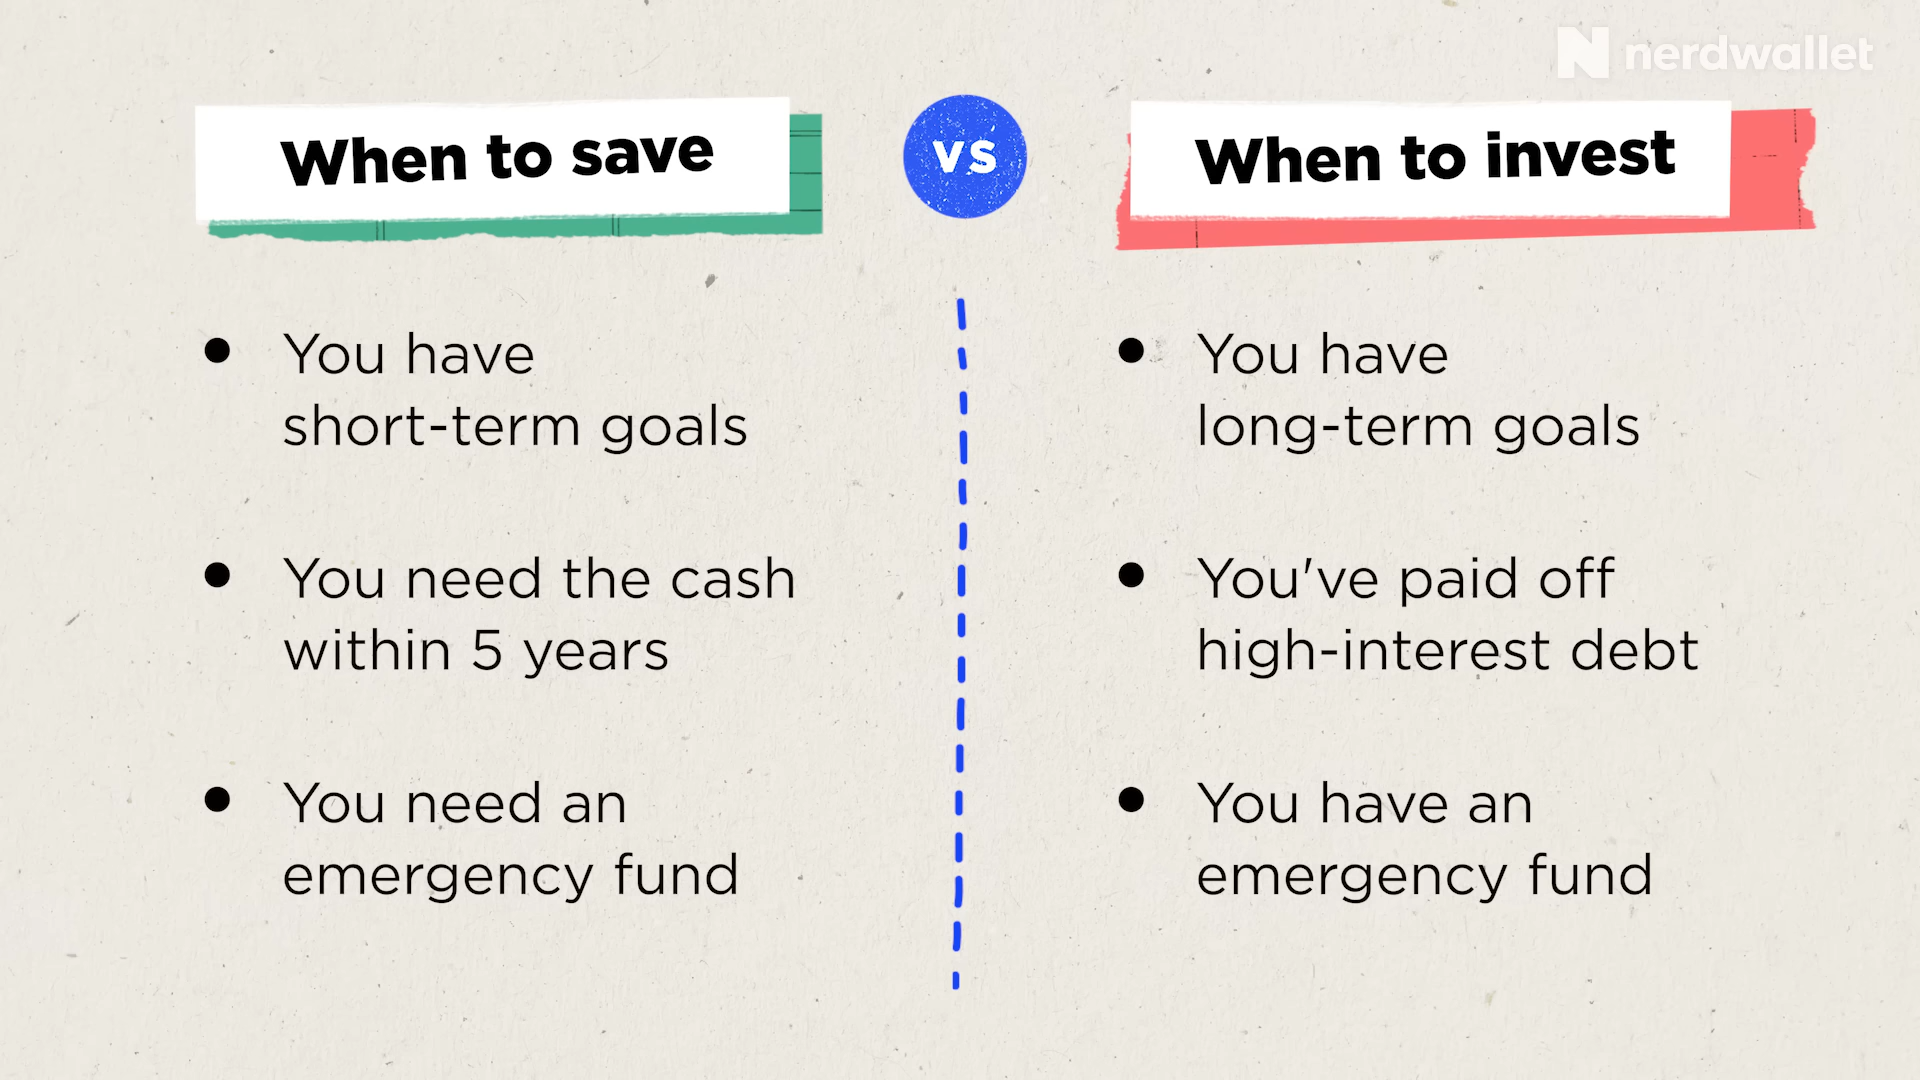 nerdwallet
When to save
vs
When to invest
You have
short-term goals
You need the cash
within 5 years
You need an
emergency fund
You have
long-term goals
You've paid off
high-interest debt
You have an
emergency fund